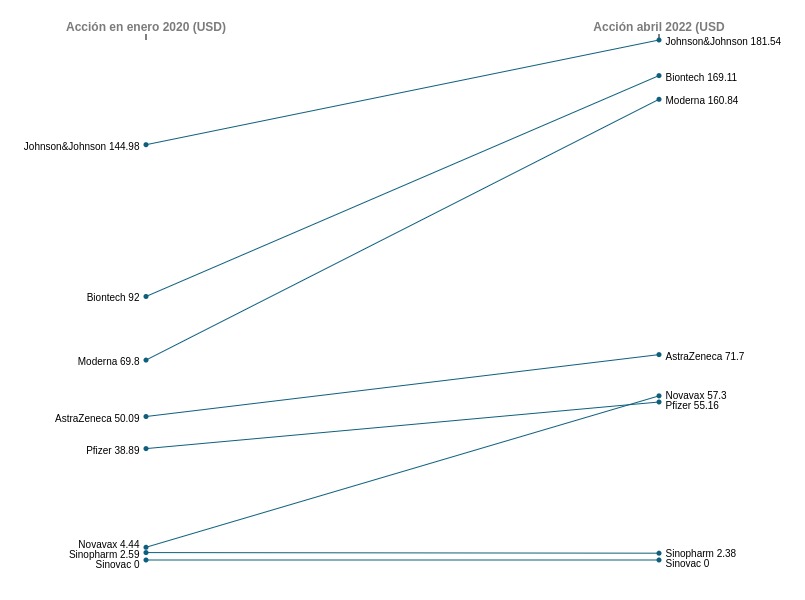 Acción en enero 2020 (USD)
Acción abril 2022 (USD
Johnson&Johnson 181.54
Biontech 169.11
Moderna 160.84
Johnson&Johnson 144.98
Biontech 92
Moderna 69.8
AstraZeneca 71.7
Novavax 57.3
Pfizer 55.16
AstraZeneca 50.09
Pfizer 38.89
Novavax 4.44
Sinopharm 2.59
Sinovac 0
Sinopharm 2.38
Sinovac 0